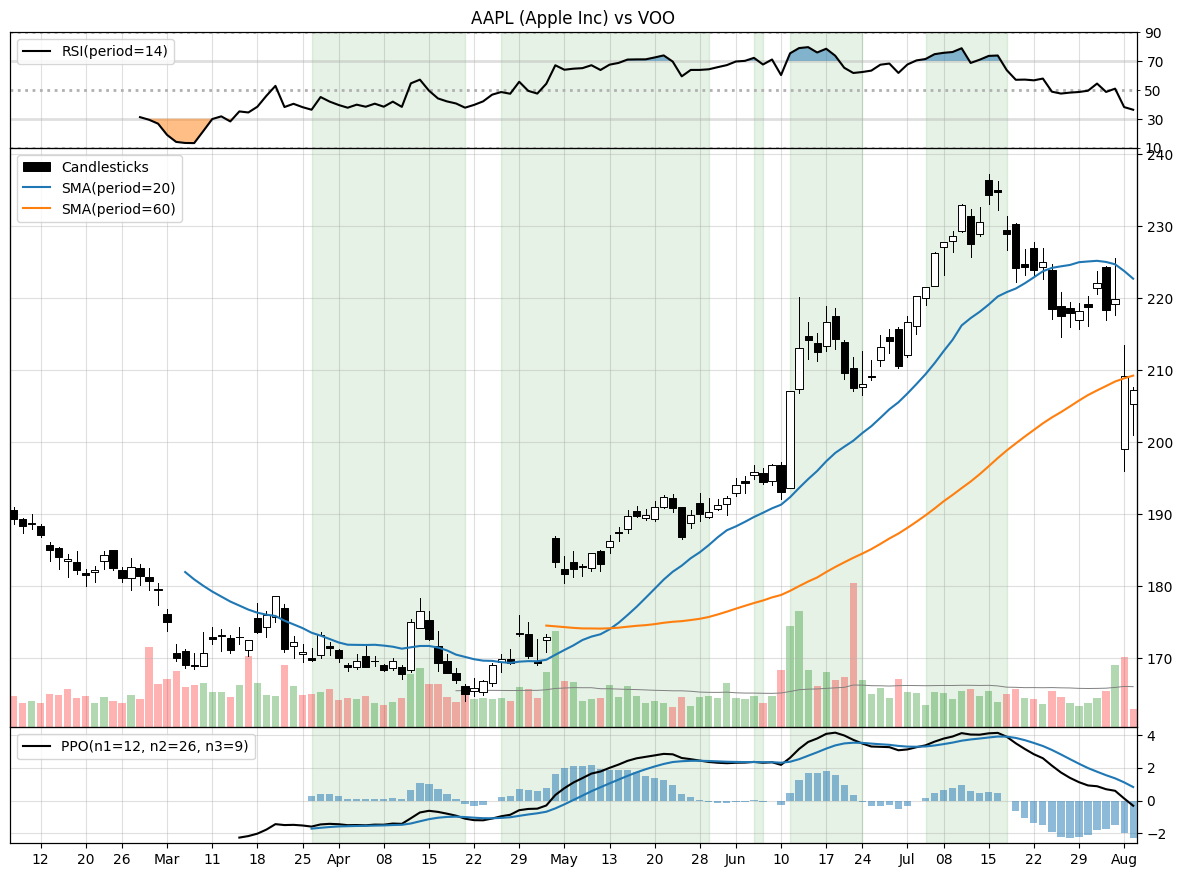 AAPL (Apple Inc) vs VOO
RSI(period=14)
90
70
50
30
10
Candlesticks
SMA(period=20)
SMA(period=60)
240
230
220
210
200
190
180
170
PPO(n1=12, n2=26, n3=9)
4
2
0
−2
12 20 26 Mar 11 18 25 Apr 08 15 22 29 May 13 20 28 Jun 10 17 24 Jul 08 15 22 29 Aug